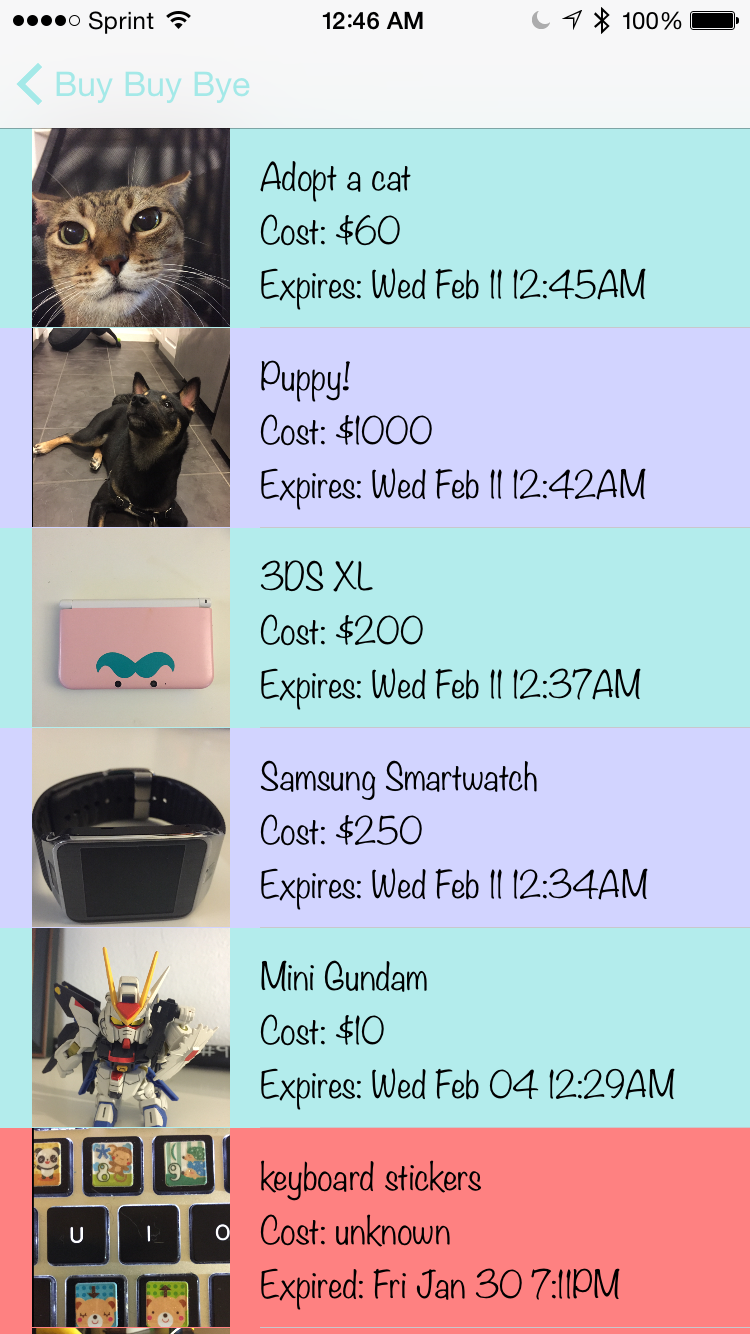 Sprint 12:46 AM 100%
Buy Buy Bye
Adopt a cat
Cost: $60
Expires: Wed Feb 11 12:45AM
Puppy!
Cost: $1000
Expires: Wed Feb 11 12:42AM
3DS XL
Cost: $200
Expires: Wed Feb 11 12:37AM
Samsung Smartwatch
Cost: $250
Expires: Wed Feb 11 12:34AM
Mini Gundam
Cost: $10
Expires: Wed Feb 04 12:29AM
keyboard stickers
Cost: unknown
Expired: Fri Jan 30 7:11PM
U I O